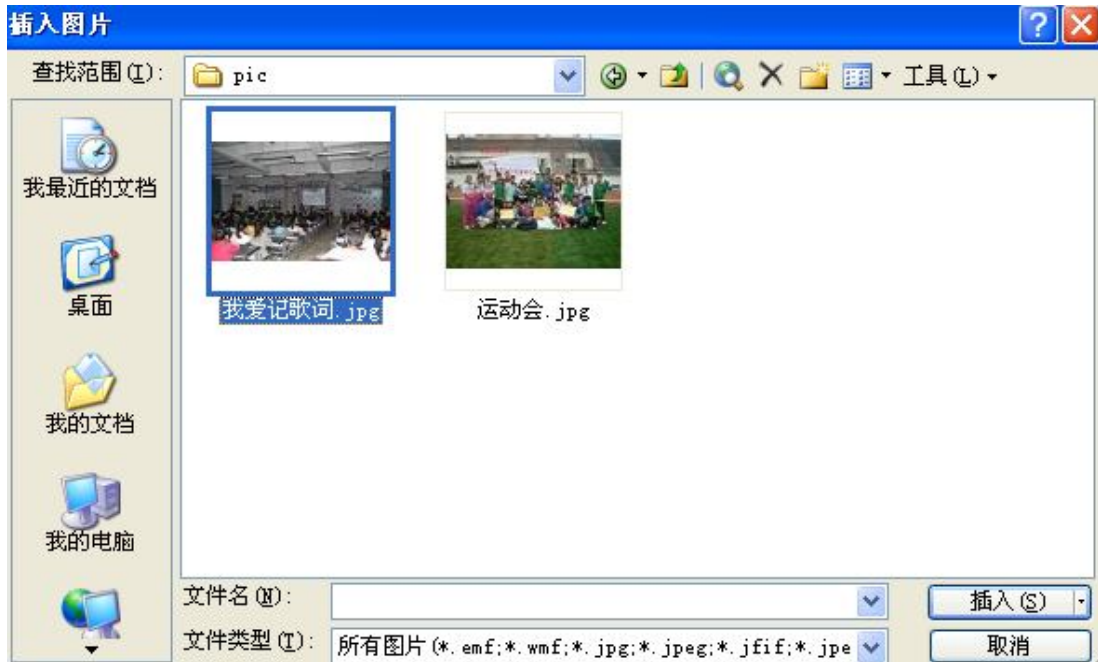 插入图片
查找范围(I):
pic
工具(L)
我最近的文档
桌面
我的文档
我的电脑
我爱记歌词.jpg
运动会.jpg
文件名(N):
插入(S)
文件类型(T):
所有图片(*.emf;*.wmf;*.jpg;*.jpeg;*.jfif;*.jpe
取消